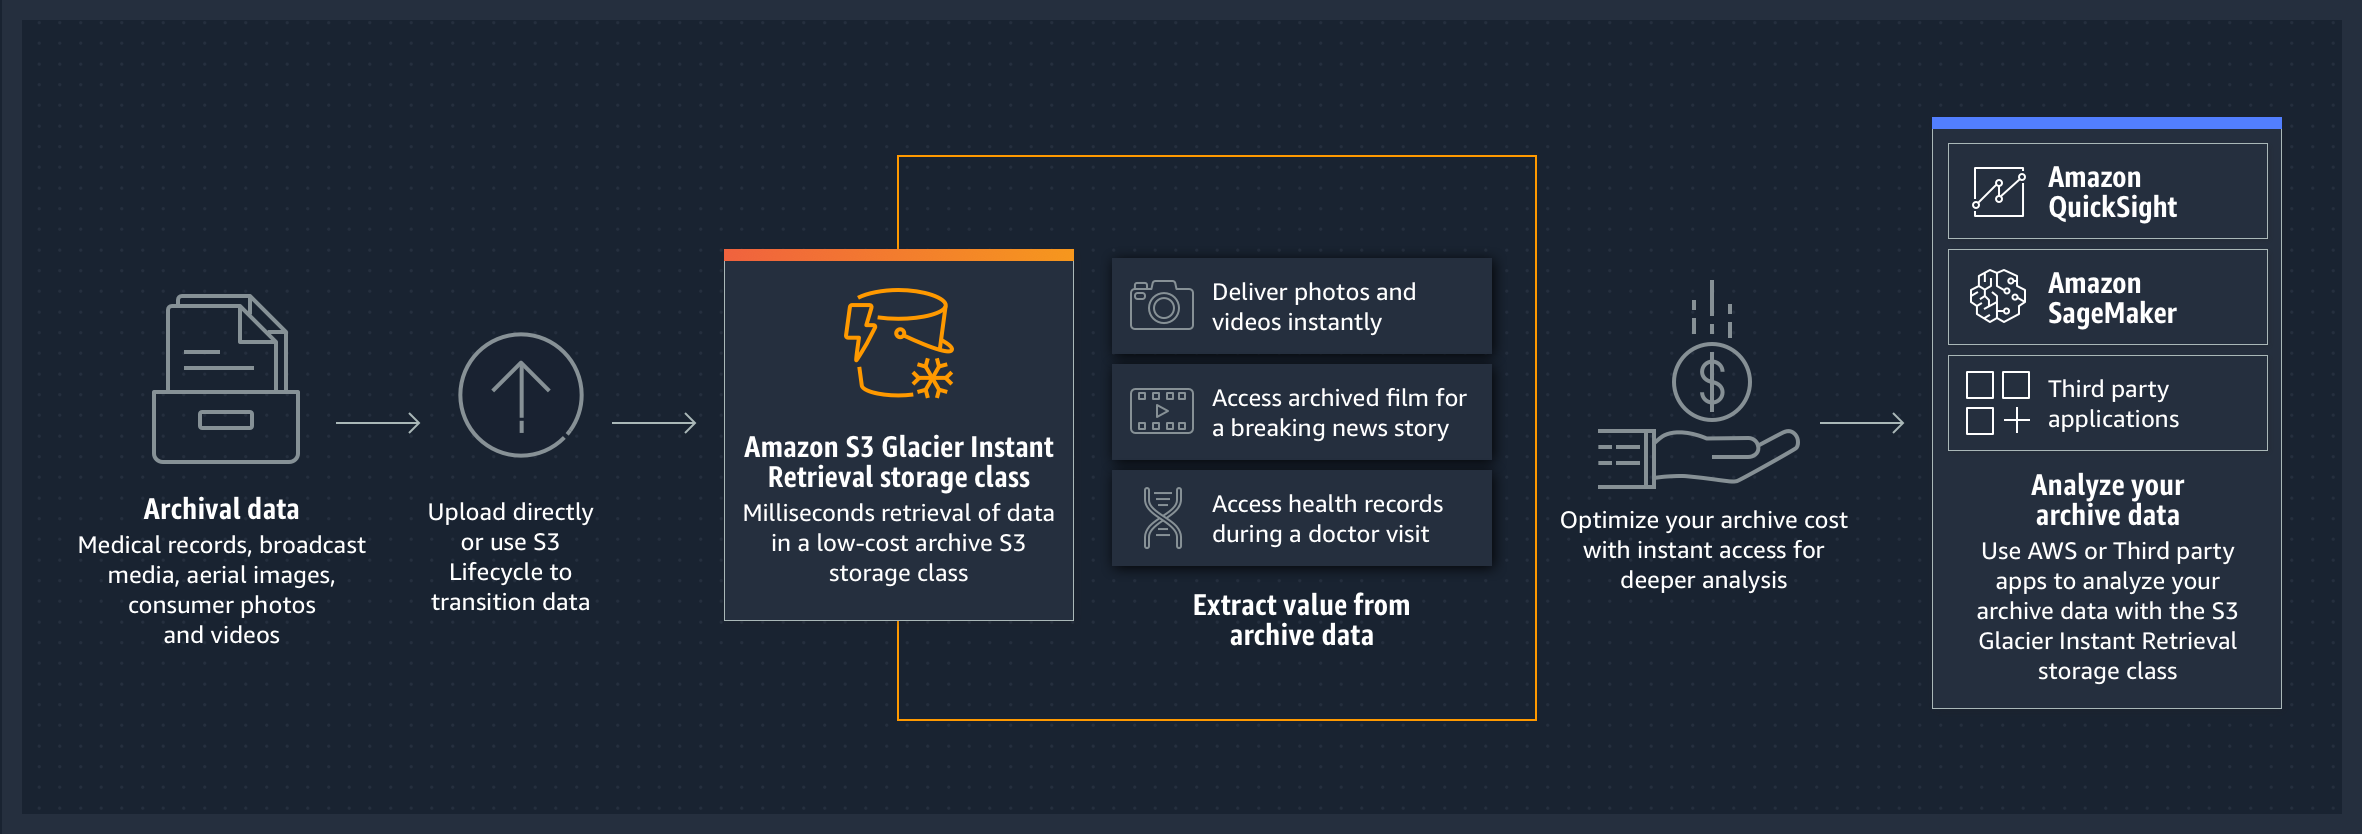 Archival data
Medical records, broadcast
media, aerial images,
consumer photos
and videos
Upload directly
or use S3
Lifecycle to
transition data
Amazon S3 Glacier Instant
Retrieval storage class
Milliseconds retrieval of data
in a low-cost archive S3
storage class
Deliver photos and
videos instantly
Access archived film for
a breaking news story
Access health records
during a doctor visit
Extract value from
archive data
$
Optimize your archive cost
with instant access for
deeper analysis
Amazon
QuickSight
Amazon
SageMaker
Third party
applications
Analyze your
archive data
Use AWS or Third party
apps to analyze your
archive data with the S3
Glacier Instant Retrieval
storage class